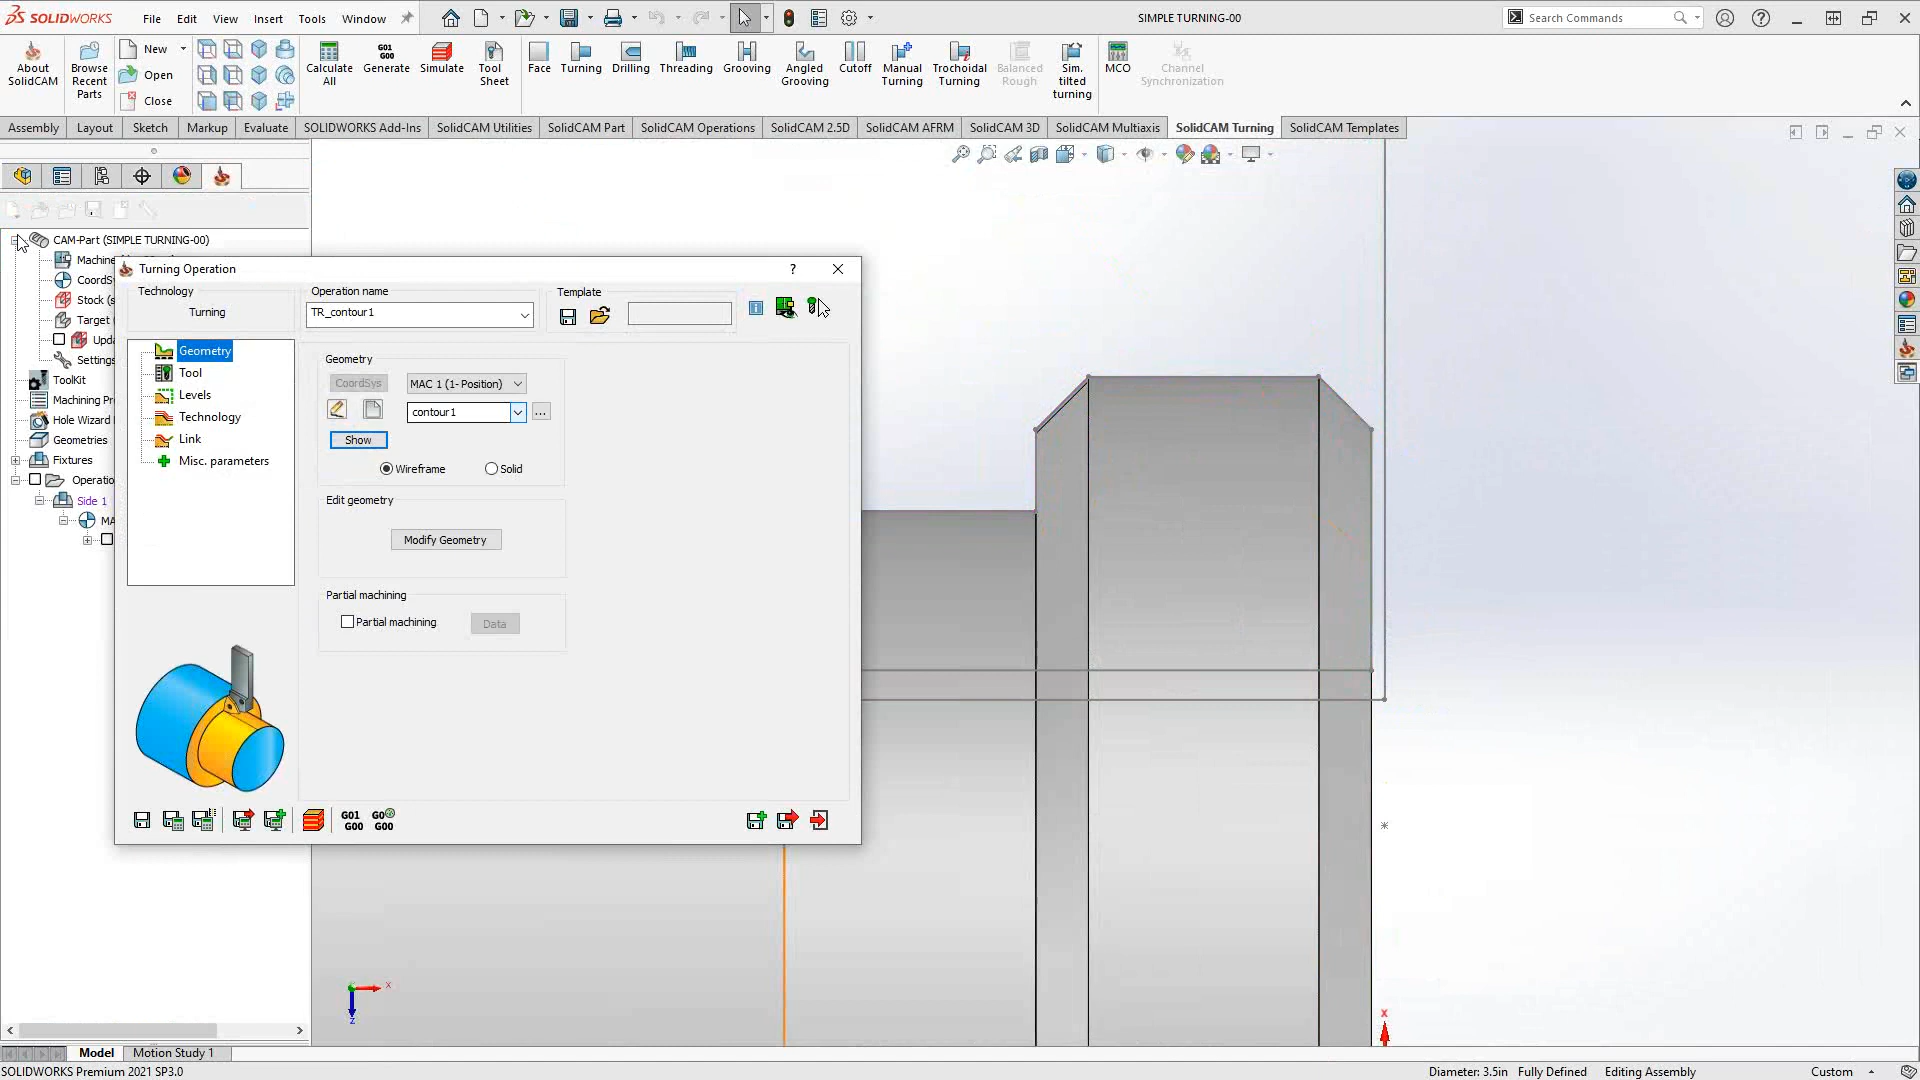 SOLIDWORKS
File
Edit
View
Insert
Tools
Window
SIMPLE TURNING-00
Search Commands
About SolidCAM
Browse Recent Parts
New
Open
Close
Calculate All
G01 G00
Generate
Simulate
Tool Sheet
Face
Turning
Drilling
Threading
Grooving
Angled Grooving
Cutoff
Manual Turning
Trochoidal Turning
Balanced Rough
Sim. tilted turning
MCO
Channel Synchronization
Assembly
Layout
Sketch
Markup
Evaluate
SOLIDWORKS Add-Ins
SolidCAM Utilities
SolidCAM Part
SolidCAM Operations
SolidCAM 2.5D
SolidCAM AFRM
SolidCAM 3D
SolidCAM Multiaxis
SolidCAM Turning
SolidCAM Templates
CAM-Part (SIMPLE TURNING-00)
Machine
CoordSy
Stock (s
Target (
Upda
Settings
ToolKit
Machining Pr
Hole Wizard
Geometries
Fixtures
Operatio
Side 1
MA
Turning Operation
?
Technology
Turning
Operation name
TR_contour1
Template
Geometry
Tool
Levels
Technology
Link
Misc. parameters
Geometry
CoordSys
MAC 1 (1- Position)
contour1
...
Show
Wireframe
Solid
Edit geometry
Modify Geometry
Partial machining
Partial machining
Data
G01 G00
G0 G00
x
z
X
Model
Motion Study 1
SOLIDWORKS Premium 2021 SP3.0
Diameter: 3.5in
Fully Defined
Editing Assembly
Custom